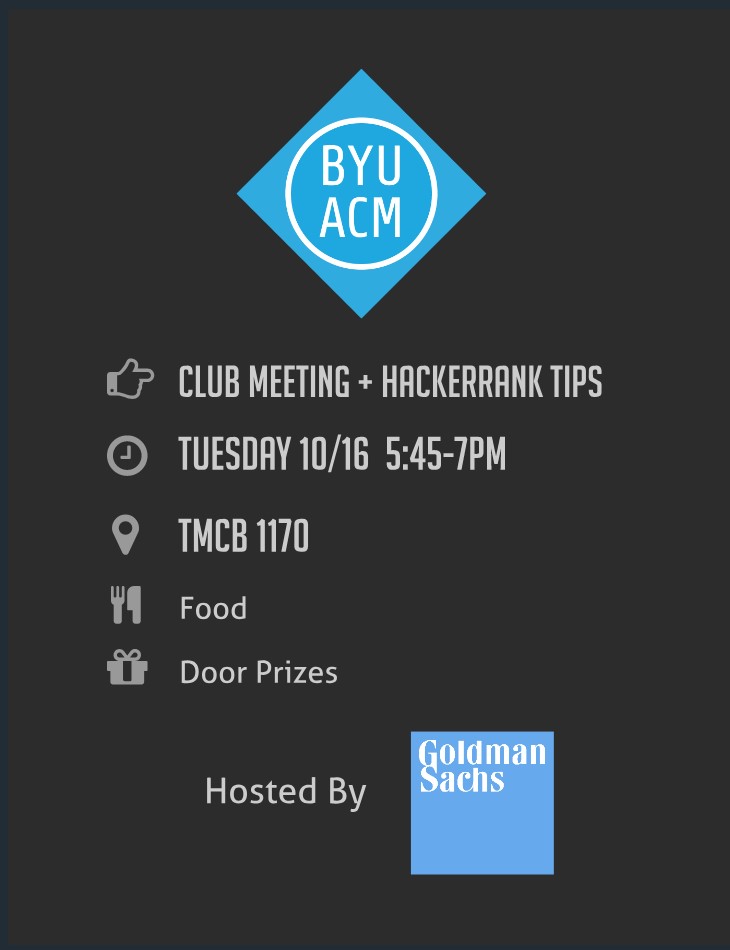 BYU
ACM
CLUB MEETING + HACKERRANK TIPS
TUESDAY 10/16 5:45-7PM
TMCB 1170
Food
Door Prizes
Hosted By
Goldman
Sachs